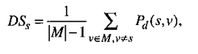 DS_s = \frac{1}{|M|-1} \sum_{v \in M, v \neq s} P_d(s,v),